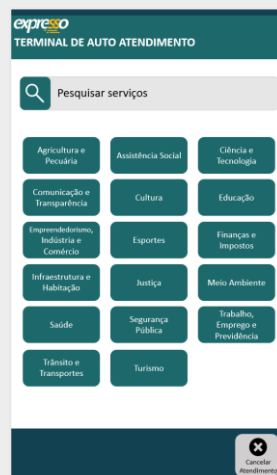 expresso
TERMINAL DE AUTO ATENDIMENTO
Pesquisar serviços
Agricultura e
Pecuária
Assistência Social
Ciência e
Tecnologia
Comunicação e
Transparência
Cultura
Educação
Empreendedorismo,
Indústria e
Comércio
Esportes
Finanças e
Impostos
Infraestrutura e
Habitação
Justiça
Meio Ambiente
Saúde
Segurança
Pública
Trabalho,
Emprego e
Previdência
Trânsito e
Transportes
Turismo
Cancelar
Atendimento